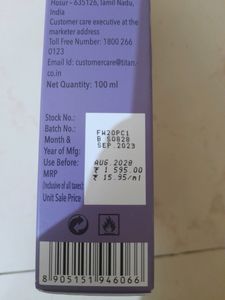 Hosur - 635126, Tamil Nadu,
India
Customer care executive at the
marketer address
Toll Free Number: 1800 266
0123
Email Id: customercare@titan.
co.in
Net Quantity: 100 ml
Stock No.: FW20PC1
Batch No.: B 50828
Month & SEP.2023
Year of Mfg:
Use Before: AUG.2028
MRP ₹ 1 595.00
(Inclusive of all taxes) ₹ 15.95/ml
Unit Sale Price
8 905151 946066